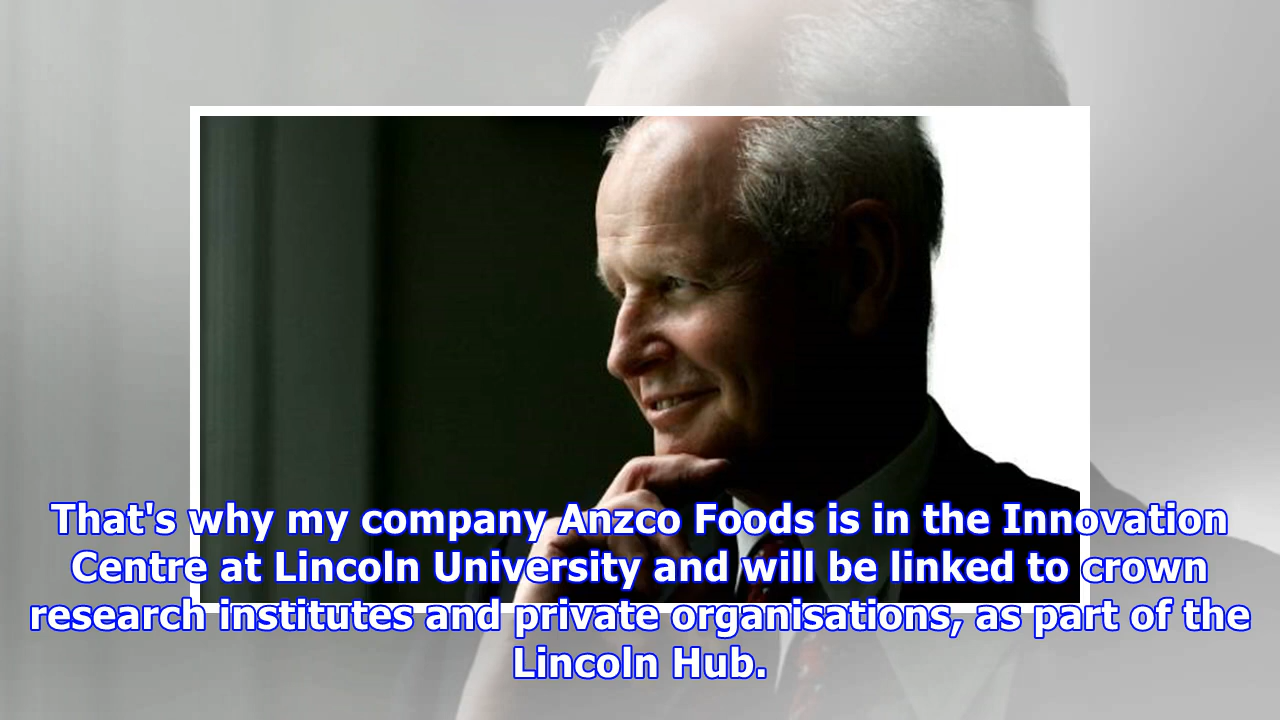 That's why my company Anzco Foods is in the Innovation
Centre at Lincoln University and will be linked to crown
research institutes and private organisations, as part of the
Lincoln Hub.